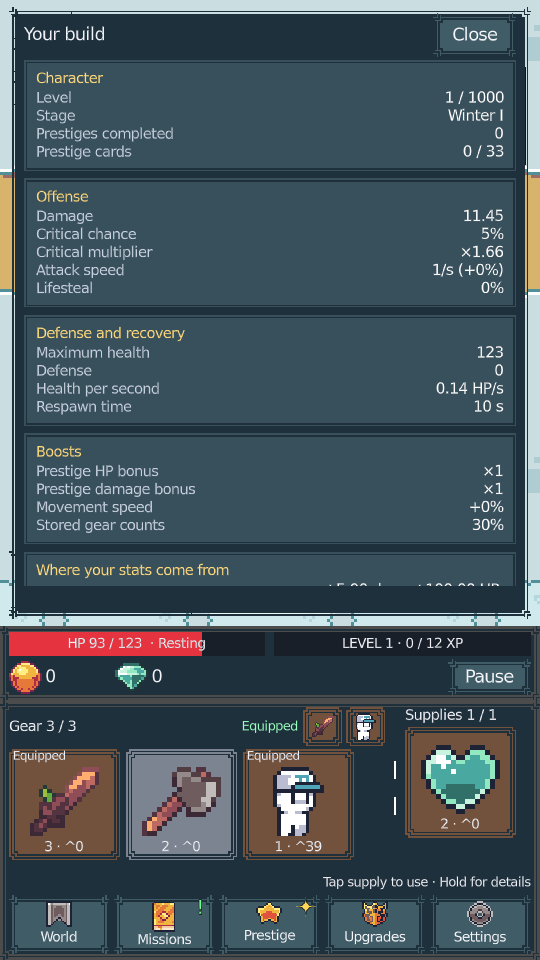 Your build
Close
Character
Level 1 / 1000
Stage Winter I
Prestiges completed 0
Prestige cards 0 / 33
Offense
Damage 11.45
Critical chance 5%
Critical multiplier ×1.66
Attack speed 1/s (+0%)
Lifesteal 0%
Defense and recovery
Maximum health 123
Defense 0
Health per second 0.14 HP/s
Respawn time 10 s
Boosts
Prestige HP bonus ×1
Prestige damage bonus ×1
Movement speed +0%
Stored gear counts 30%
Where your stats come from
HP 93 / 123 · Resting
LEVEL 1 · 0 / 12 XP
0
0
Pause
Gear 3 / 3
Equipped
Supplies 1 / 1
Equipped
Equipped
3 · ^0
2 · ^0
1 · ^39
2 · ^0
Tap supply to use · Hold for details
World
Missions
!
Prestige
Upgrades
Settings